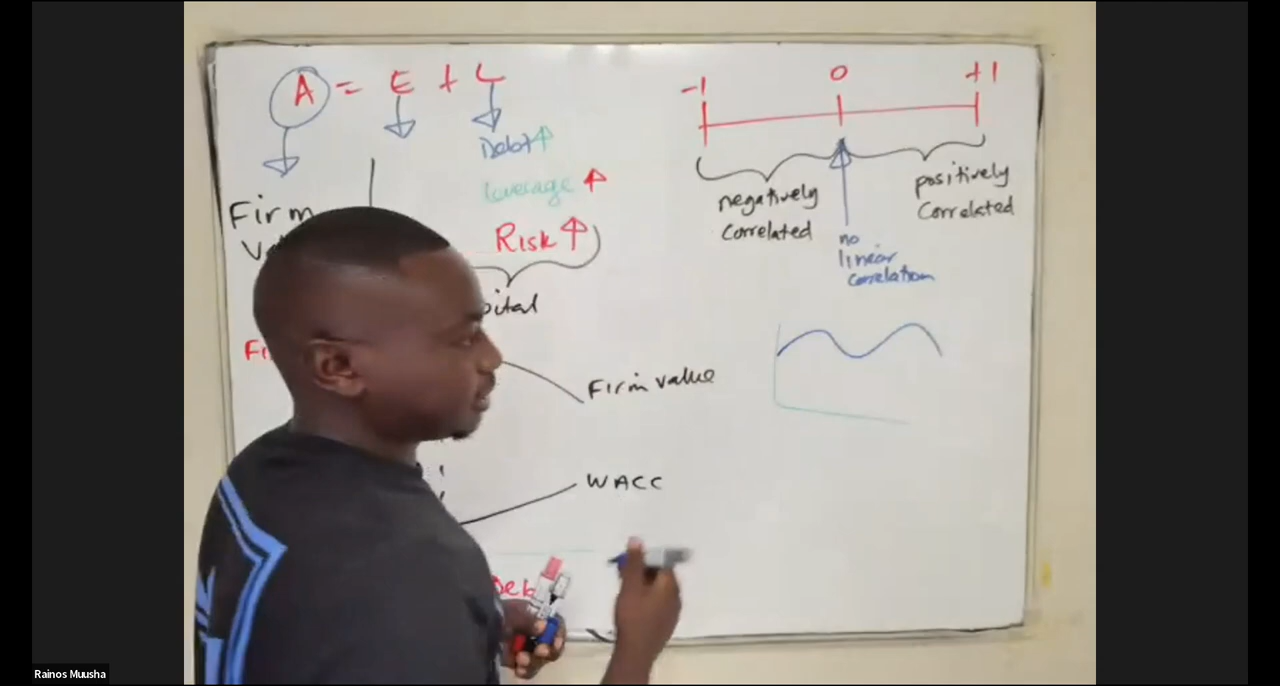 A = E + L
Debt
leverage
Risk
Firm
Firm value
WACC
-1 0 +1
negatively
Correlated
positively
Correlated
no
linear
correlation
Rainos Muusha